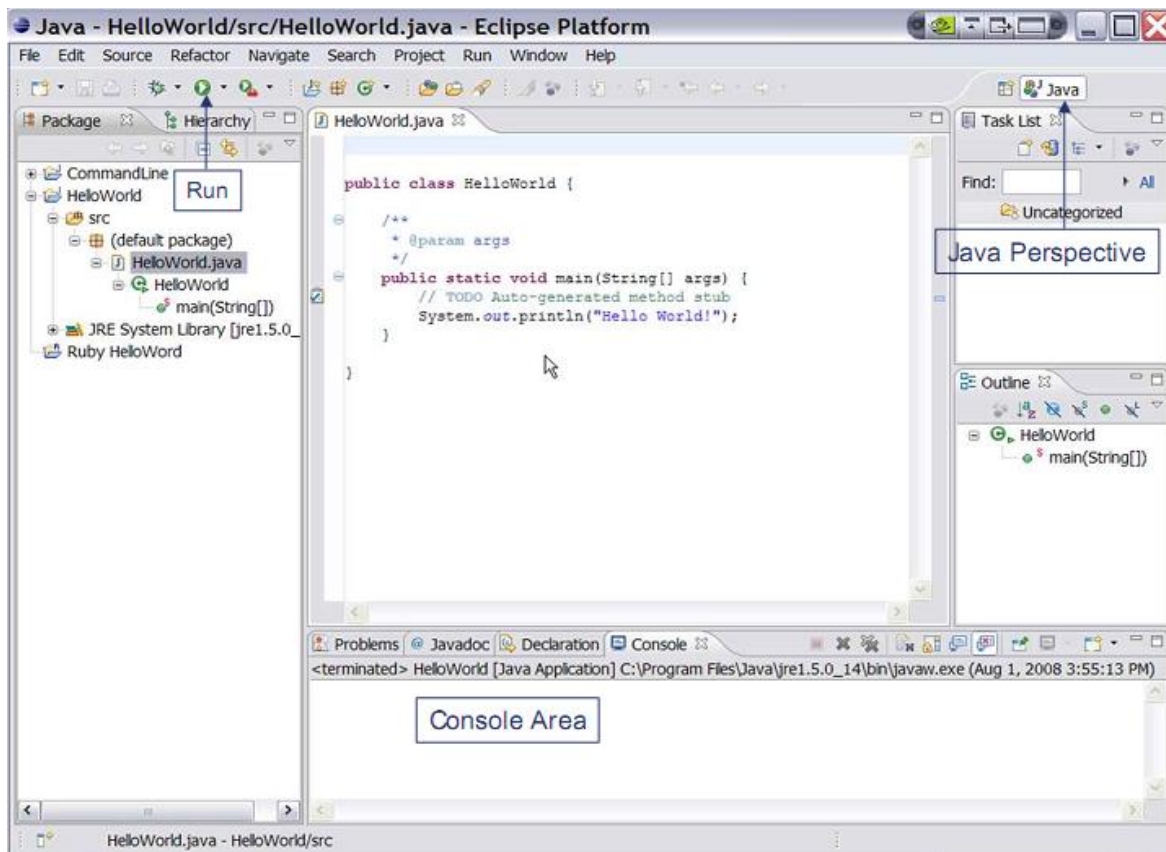 Java - HelloWorld/src/HelloWorld.java - Eclipse Platform
File Edit Source Refactor Navigate Search Project Run Window Help
Java
Package Hierarchy
CommandLine
HelloWorld
src
(default package)
HelloWorld.java
HelloWorld
main(String[])
JRE System Library [jre1.5.0_
Ruby HelloWord
Run
HelloWorld.java
public class HelloWorld {
/**
* @param args
*/
public static void main(String[] args) {
// TODO Auto-generated method stub
System.out.println("Hello World!");
}
}
Task List
Find: All
Uncategorized
Java Perspective
Outline
HelloWorld
main(String[])
Problems Javadoc Declaration Console
<terminated> HelloWorld [Java Application] C:\Program Files\Java\jre1.5.0_14\bin\javaw.exe (Aug 1, 2008 3:55:13 PM)
Console Area
HelloWorld.java - HelloWorld/src